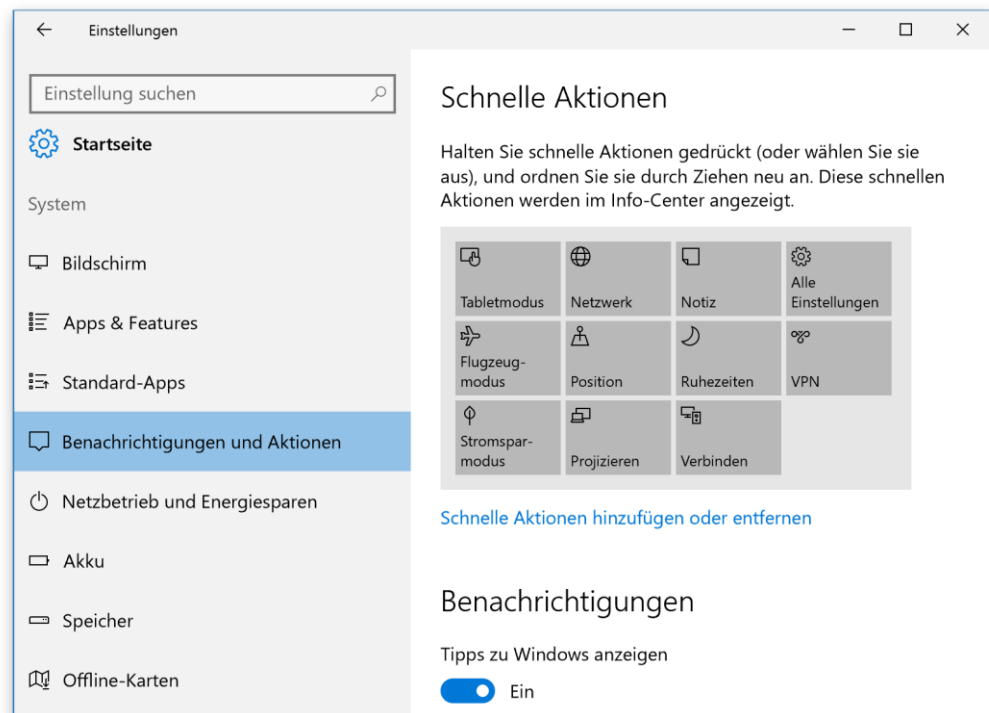 Einstellungen
Einstellung suchen
Startseite
System
Bildschirm
Apps & Features
Standard-Apps
Benachrichtigungen und Aktionen
Netzbetrieb und Energiesparen
Akku
Speicher
Offline-Karten
Schnelle Aktionen
Halten Sie schnelle Aktionen gedrückt (oder wählen Sie sie
aus), und ordnen Sie sie durch Ziehen neu an. Diese schnellen
Aktionen werden im Info-Center angezeigt.
Tabletmodus
Netzwerk
Notiz
Alle
Einstellungen
Flugzeug-
modus
Position
Ruhezeiten
VPN
Stromspar-
modus
Projizieren
Verbinden
Schnelle Aktionen hinzufügen oder entfernen
Benachrichtigungen
Tipps zu Windows anzeigen
Ein